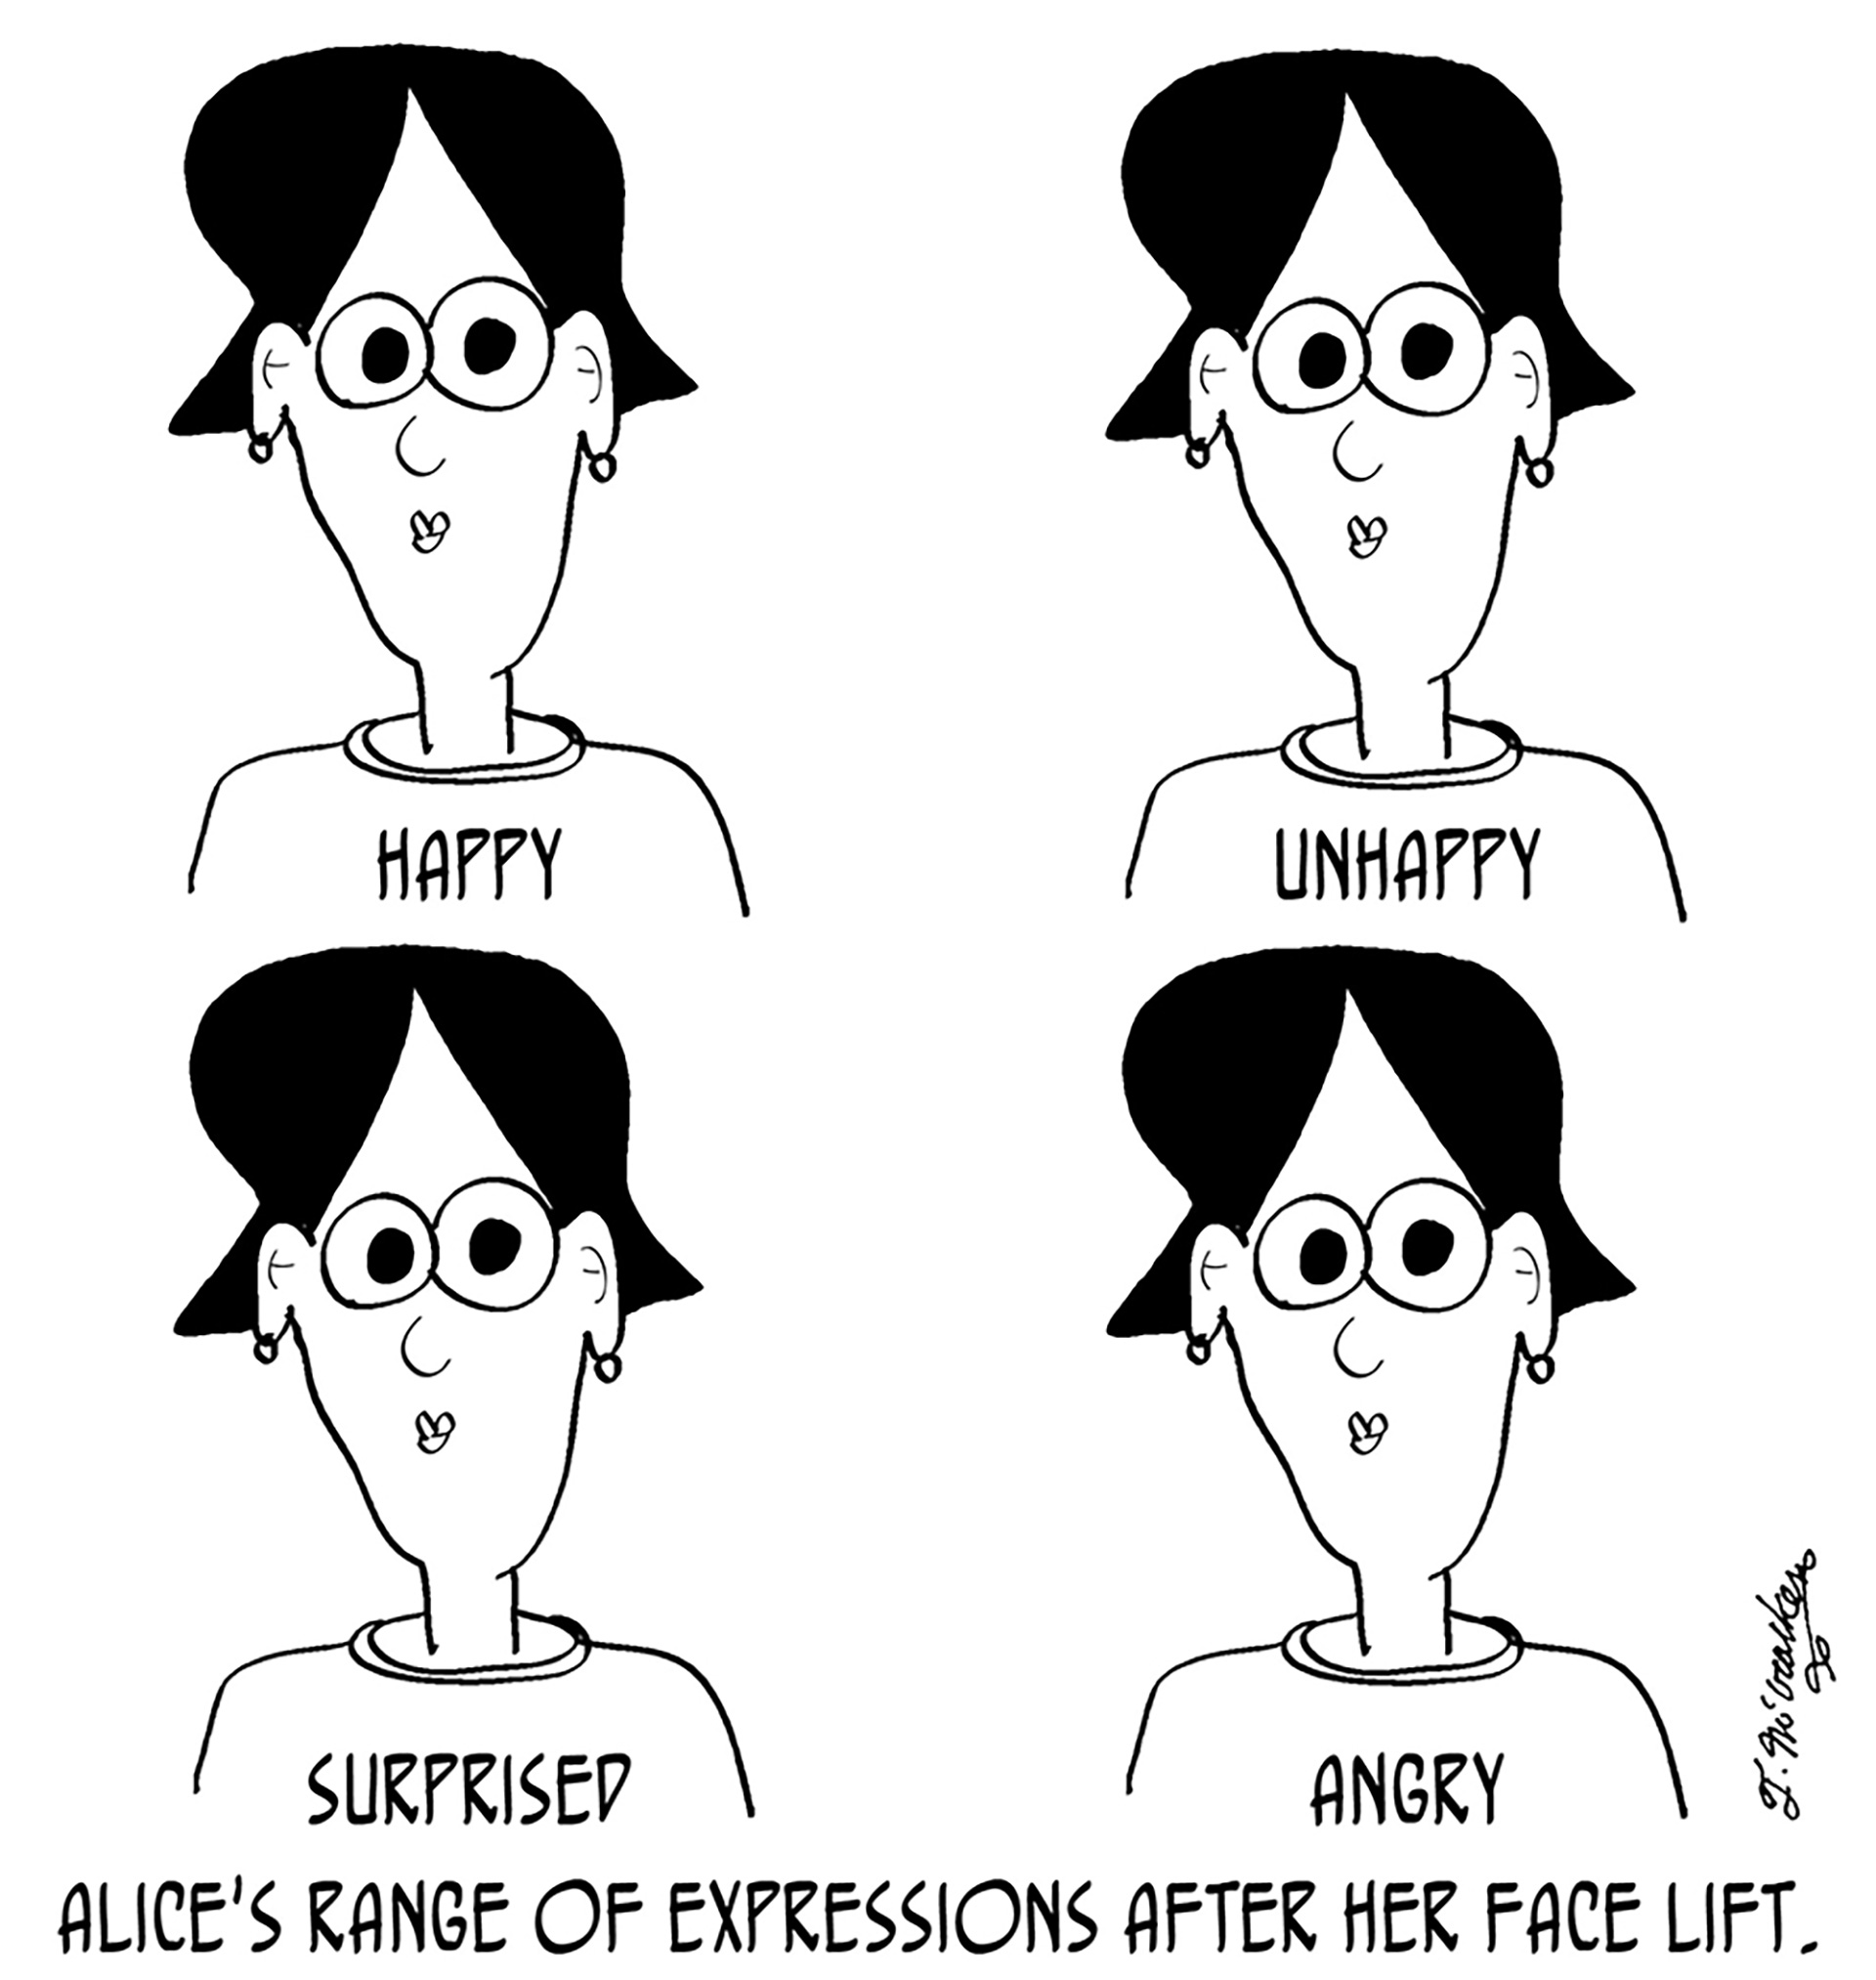 HAPPY
UNHAPPY
SURPRISED
ANGRY
ALICE'S RANGE OF EXPRESSIONS AFTER HER FACE LIFT.